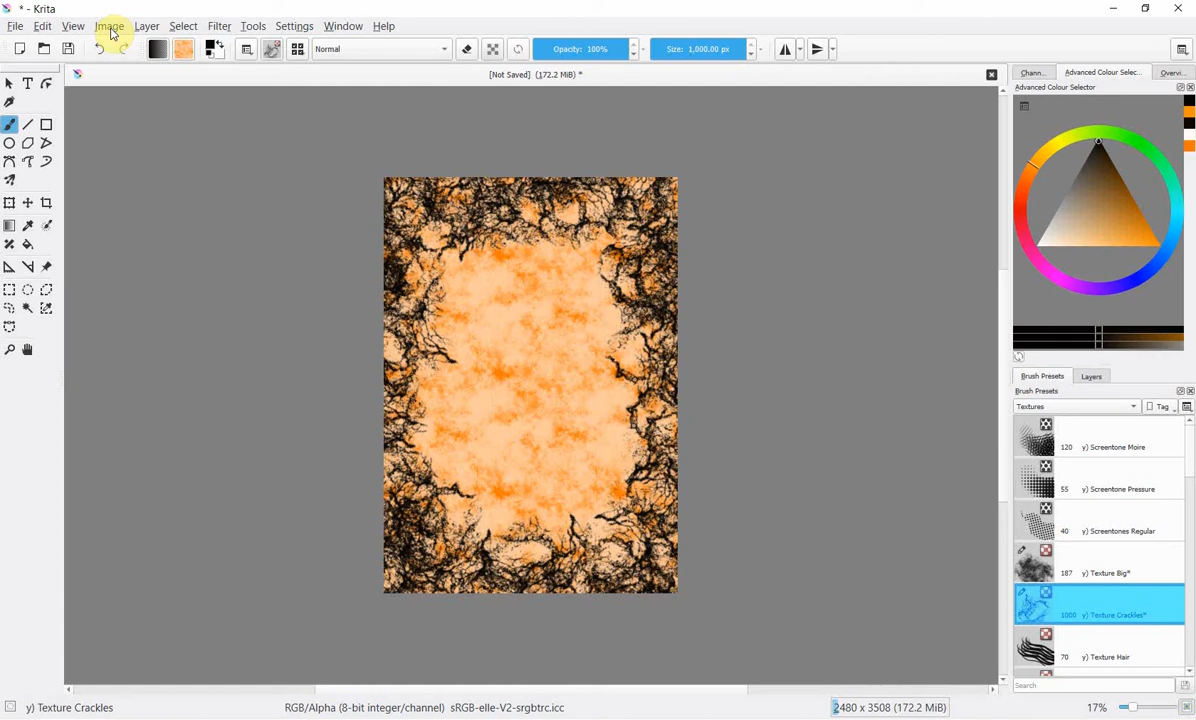 * - Krita
File Edit View Image Layer Select Filter Tools Settings Window Help
Normal
Opacity: 100%
Size: 1,000.00 px
[Not Saved] (172.2 MiB) *
Chann... Advanced Colour Selec... Overvi...
Advanced Colour Selector
Brush Presets Layers
Brush Presets
Textures
Tag
120 y) Screentone Moire
55 y) Screentone Pressure
40 y) Screentones Regular
187 y) Texture Big*
1000 y) Texture Crackles*
70 y) Texture Hair
Search
y) Texture Crackles
RGB/Alpha (8-bit integer/channel) sRGB-elle-V2-srgbtrc.icc
2480 x 3508 (172.2 MiB)
17%